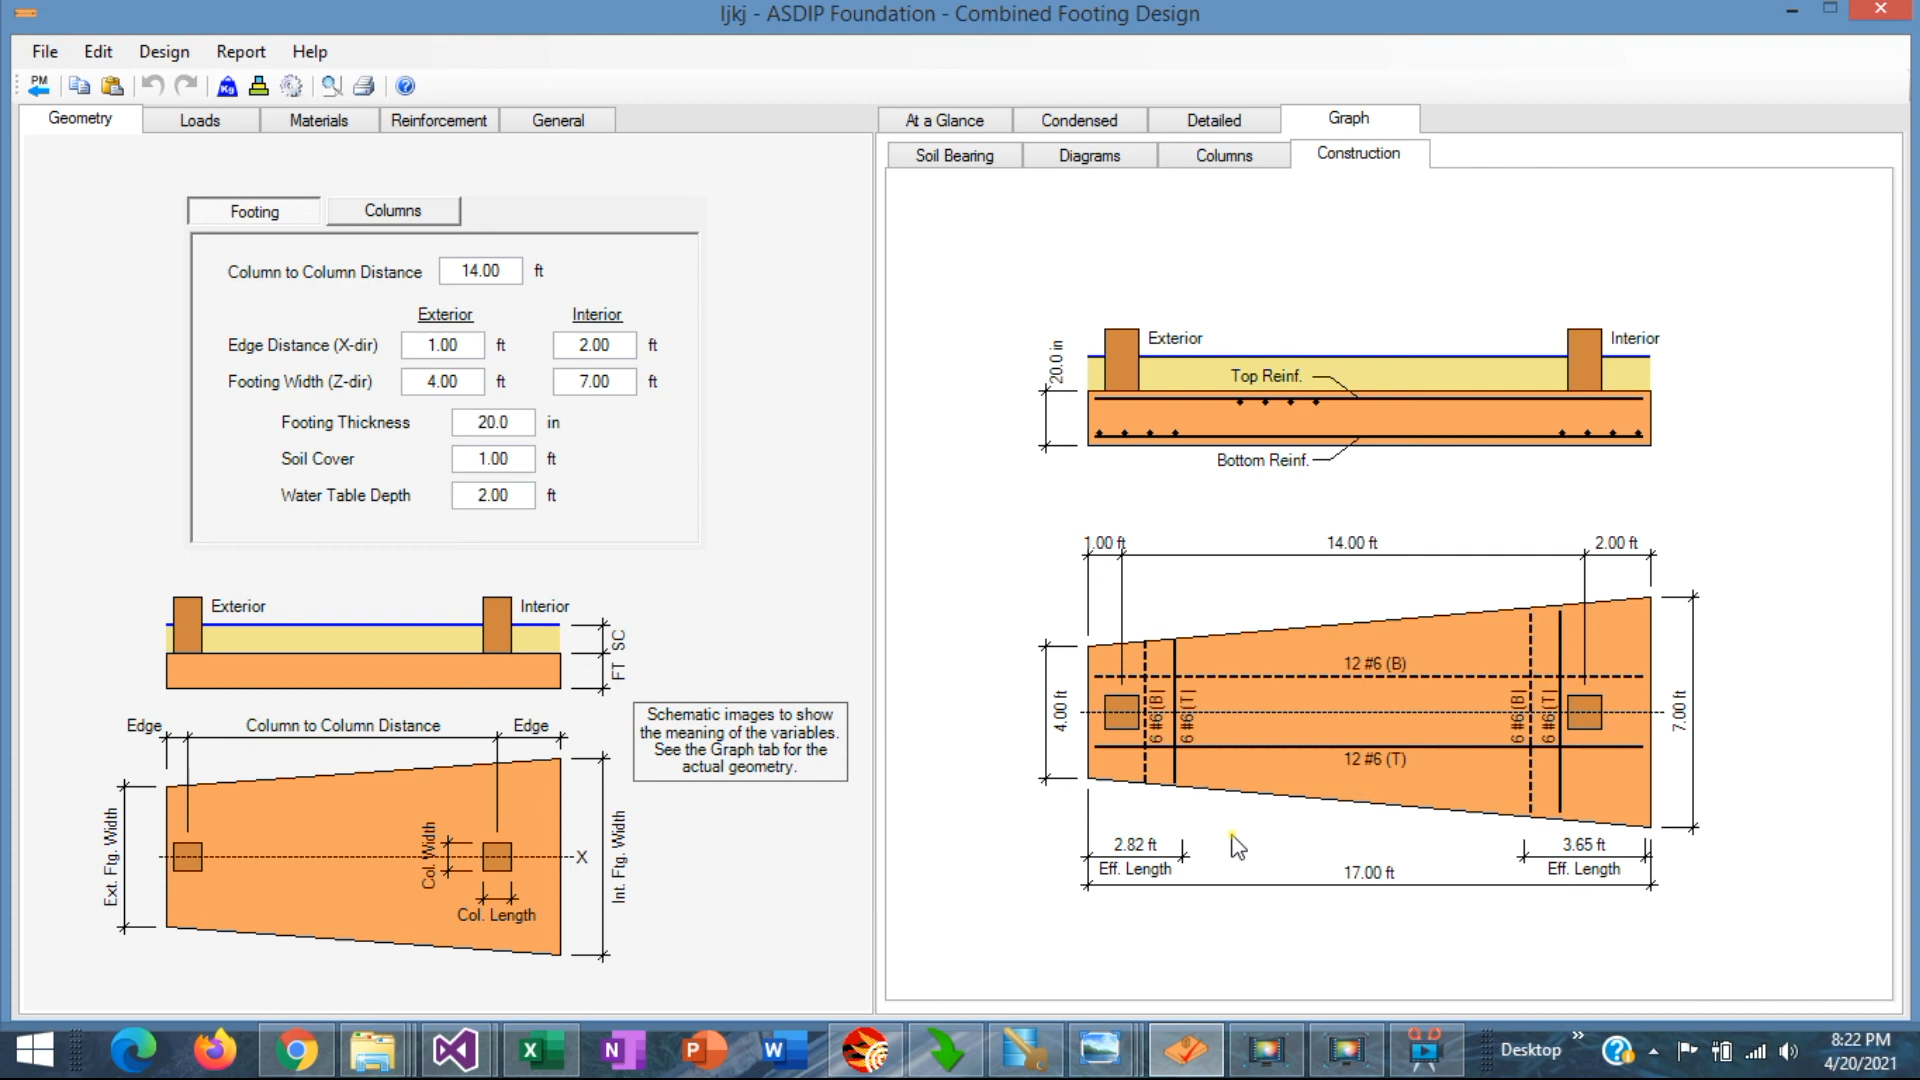 ljkj - ASDIP Foundation - Combined Footing Design
File Edit Design Report Help
PM
Kg
Geometry Loads Materials Reinforcement General
At a Glance Condensed Detailed Graph
Soil Bearing Diagrams Columns Construction
Footing Columns
Column to Column Distance 14.00 ft
Exterior Interior
Edge Distance (X-dir) 1.00 ft 2.00 ft
Footing Width (Z-dir) 4.00 ft 7.00 ft
Footing Thickness 20.0 in
Soil Cover 1.00 ft
Water Table Depth 2.00 ft
Exterior Interior
SC
FT
Edge Column to Column Distance Edge
Ext. Ftg. Width
Col. Width
Col. Length
X
Int. Ftg. Width
Schematic images to show
the meaning of the variables.
See the Graph tab for the
actual geometry.
Exterior Interior
20.0 in
Top Reinf.
Bottom Reinf.
1.00 ft 14.00 ft 2.00 ft
4.00 ft
12 #6 (B)
6 #6 (B)
6 #6 (T)
6 #6 (B)
6 #6 (T)
12 #6 (T)
7.00 ft
2.82 ft 3.65 ft
Eff. Length Eff. Length
17.00 ft
Desktop
8:22 PM
4/20/2021